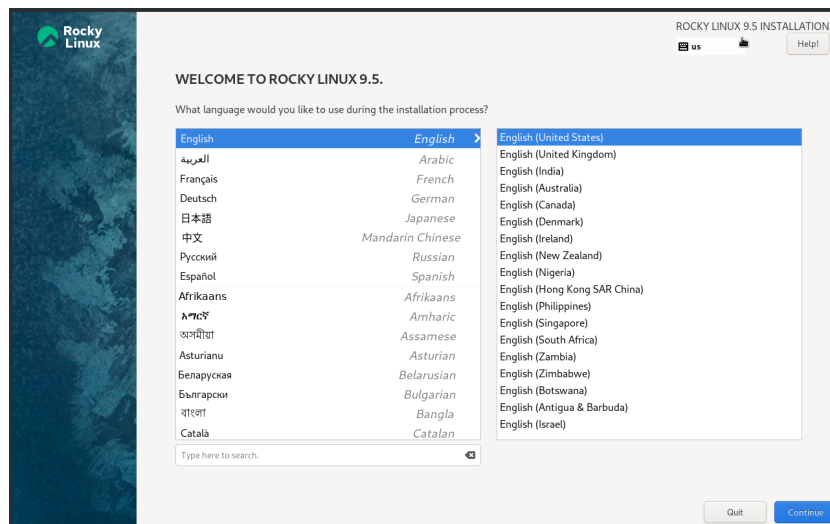 Rocky
Linux
ROCKY LINUX 9.5 INSTALLATION
us
Help!
WELCOME TO ROCKY LINUX 9.5.
What language would you like to use during the installation process?
English English
العربية Arabic
Français French
Deutsch German
日本語 Japanese
中文 Mandarin Chinese
Русский Russian
Español Spanish
Afrikaans Afrikaans
አማርኛ Amharic
অসমীয়া Assamese
Asturianu Asturian
Беларуская Belarusian
Български Bulgarian
বাংলা Bangla
Català Catalan
Type here to search.
English (United States)
English (United Kingdom)
English (India)
English (Australia)
English (Canada)
English (Denmark)
English (Ireland)
English (New Zealand)
English (Nigeria)
English (Hong Kong SAR China)
English (Philippines)
English (Singapore)
English (South Africa)
English (Zambia)
English (Zimbabwe)
English (Botswana)
English (Antigua & Barbuda)
English (Israel)
Quit
Continue